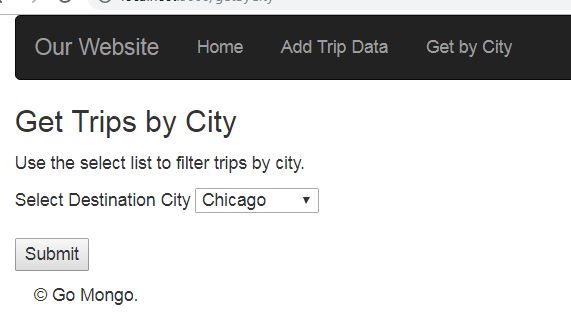 Our Website Home Add Trip Data Get by City
Get Trips by City
Use the select list to filter trips by city.
Select Destination City Chicago
Submit
© Go Mongo.